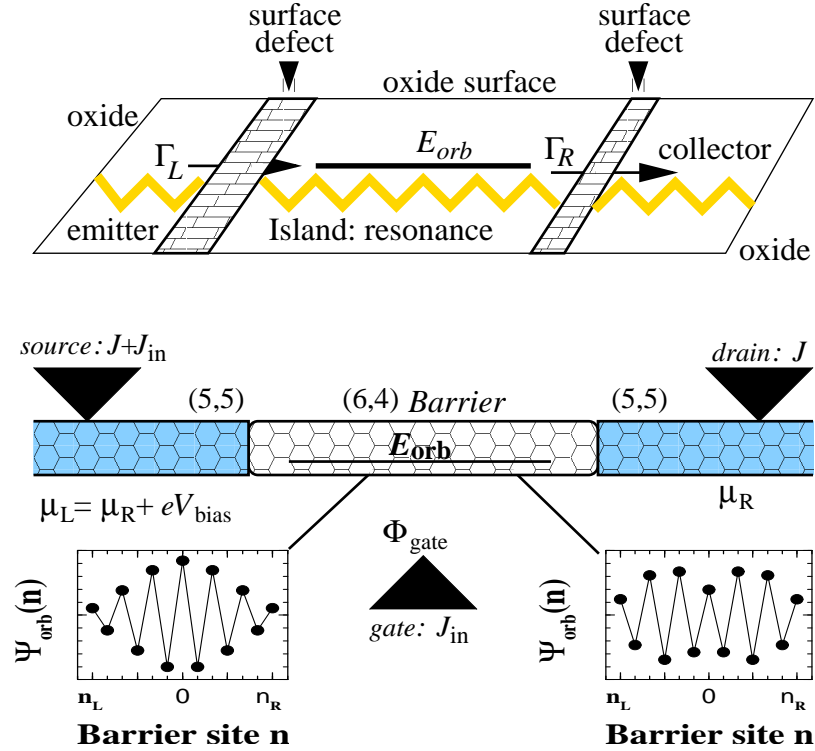 surface
defect
surface
defect
oxide surface
oxide
Γ_L
E_orb
Γ_R
collector
emitter
Island: resonance
oxide
source: J+J_in
drain: J
(5,5)
(6,4) Barrier
(5,5)
E_orb
μ_L= μ_R+ eV_bias
μ_R
Φ_gate
gate: J_in
Ψ_orb(n)
n_L 0 n_R
Barrier site n
Ψ_orb(n)
n_L 0 n_R
Barrier site n